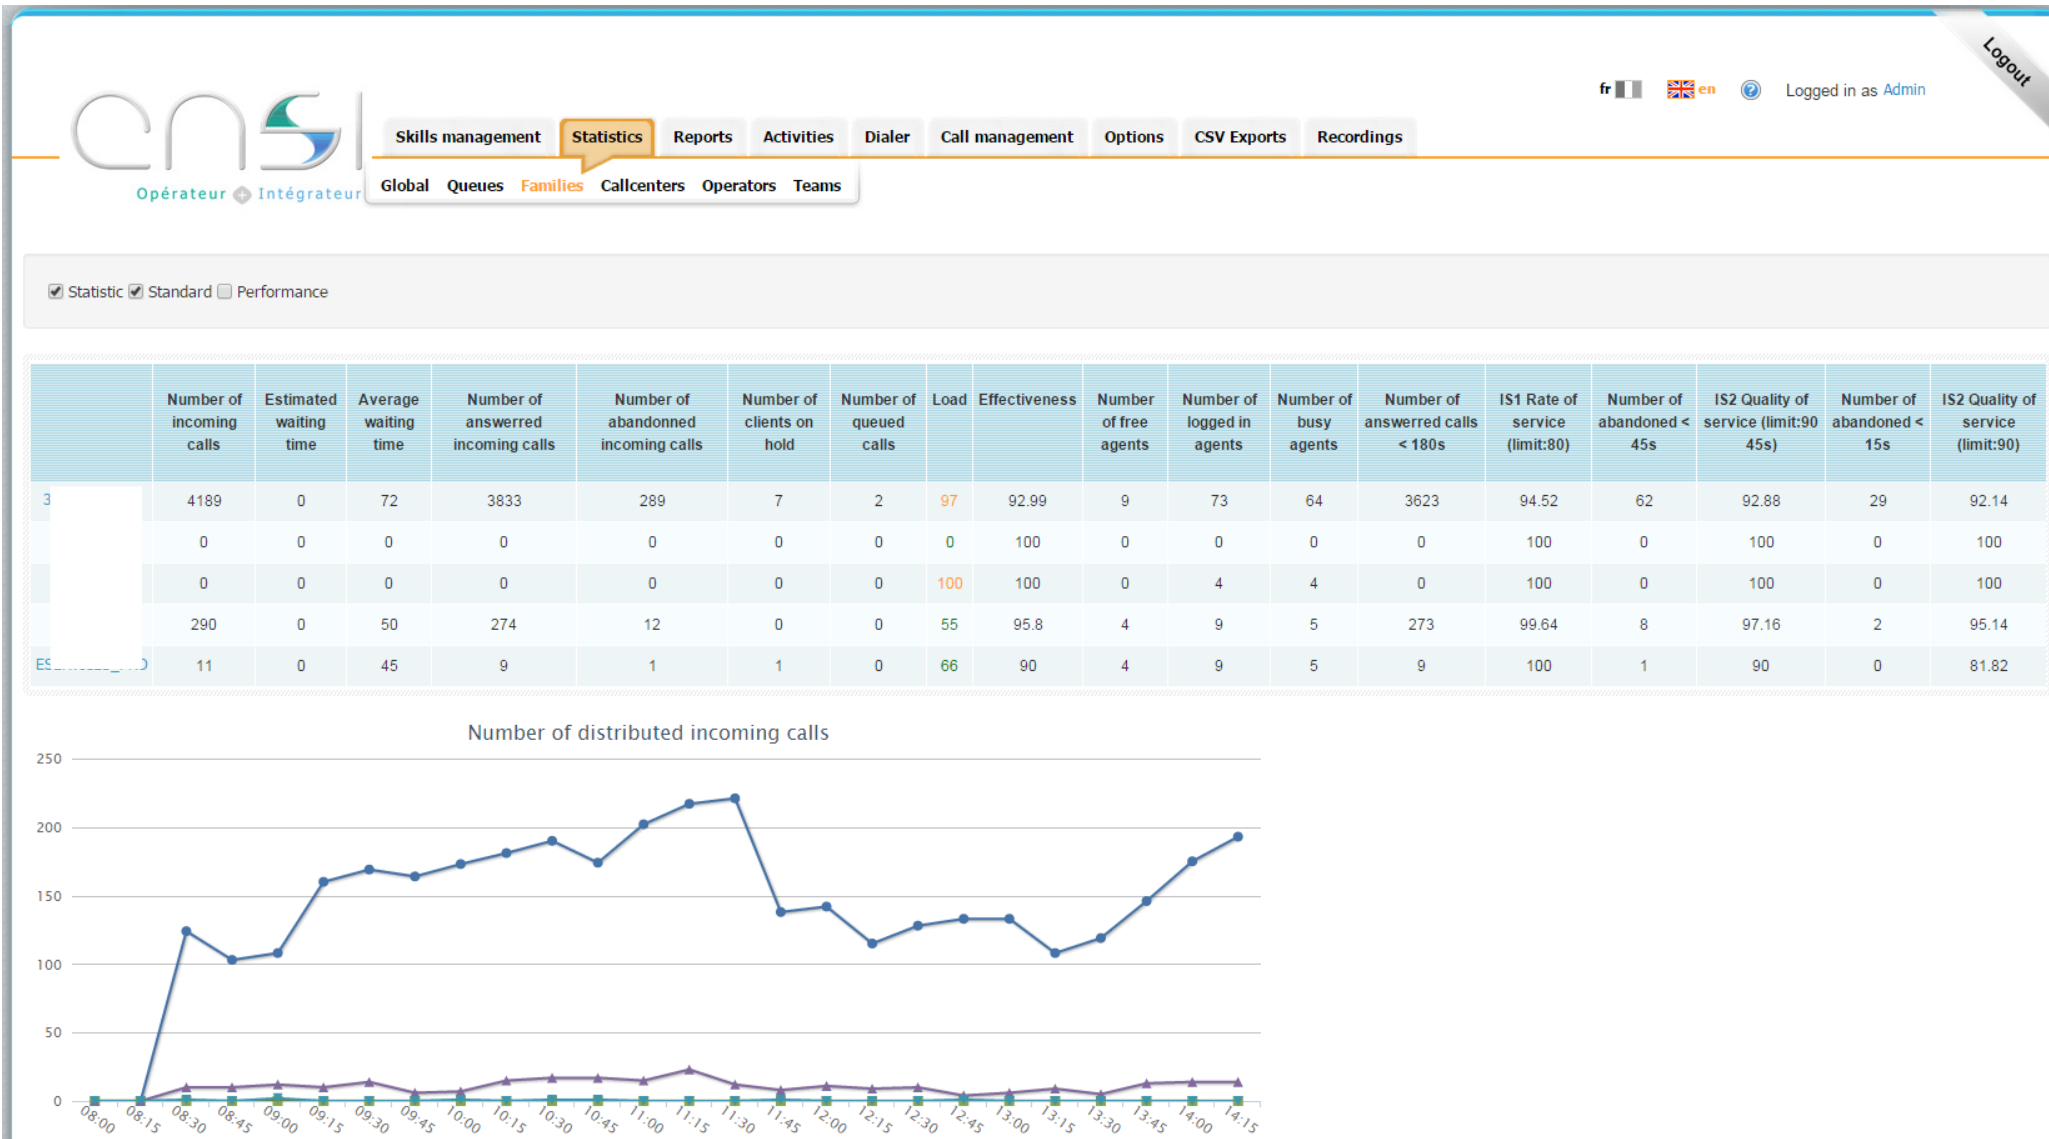 Logout
fr en Logged in as Admin
cnsi
Opérateur + Intégrateur
Skills management Statistics Reports Activities Dialer Call management Options CSV Exports Recordings
Global Queues Families Callcenters Operators Teams
Statistic Standard Performance
Number of incoming calls Estimated waiting time Average waiting time Number of answerred incoming calls Number of abandonned incoming calls Number of clients on hold Number of queued calls Load Effectiveness Number of free agents Number of logged in agents Number of busy agents Number of answerred calls < 180s IS1 Rate of service (limit:80) Number of abandoned < 45s IS2 Quality of service (limit:90 45s) Number of abandoned < 15s IS2 Quality of service (limit:90)
3 4189 0 72 3833 289 7 2 97 92.99 9 73 64 3623 94.52 62 92.88 29 92.14
0 0 0 0 0 0 0 0 100 0 0 0 0 100 0 100 0 100
0 0 0 0 0 0 0 100 100 0 4 4 0 100 0 100 0 100
290 0 50 274 12 0 0 55 95.8 4 9 5 273 99.64 8 97.16 2 95.14
11 0 45 9 1 1 0 66 90 4 9 5 9 100 1 90 0 81.82
Number of distributed incoming calls
250
200
150
100
50
0
08:00 08:15 08:30 08:45 09:00 09:15 09:30 09:45 10:00 10:15 10:30 10:45 11:00 11:15 11:30 11:45 12:00 12:15 12:30 12:45 13:00 13:15 13:30 13:45 14:00 14:15